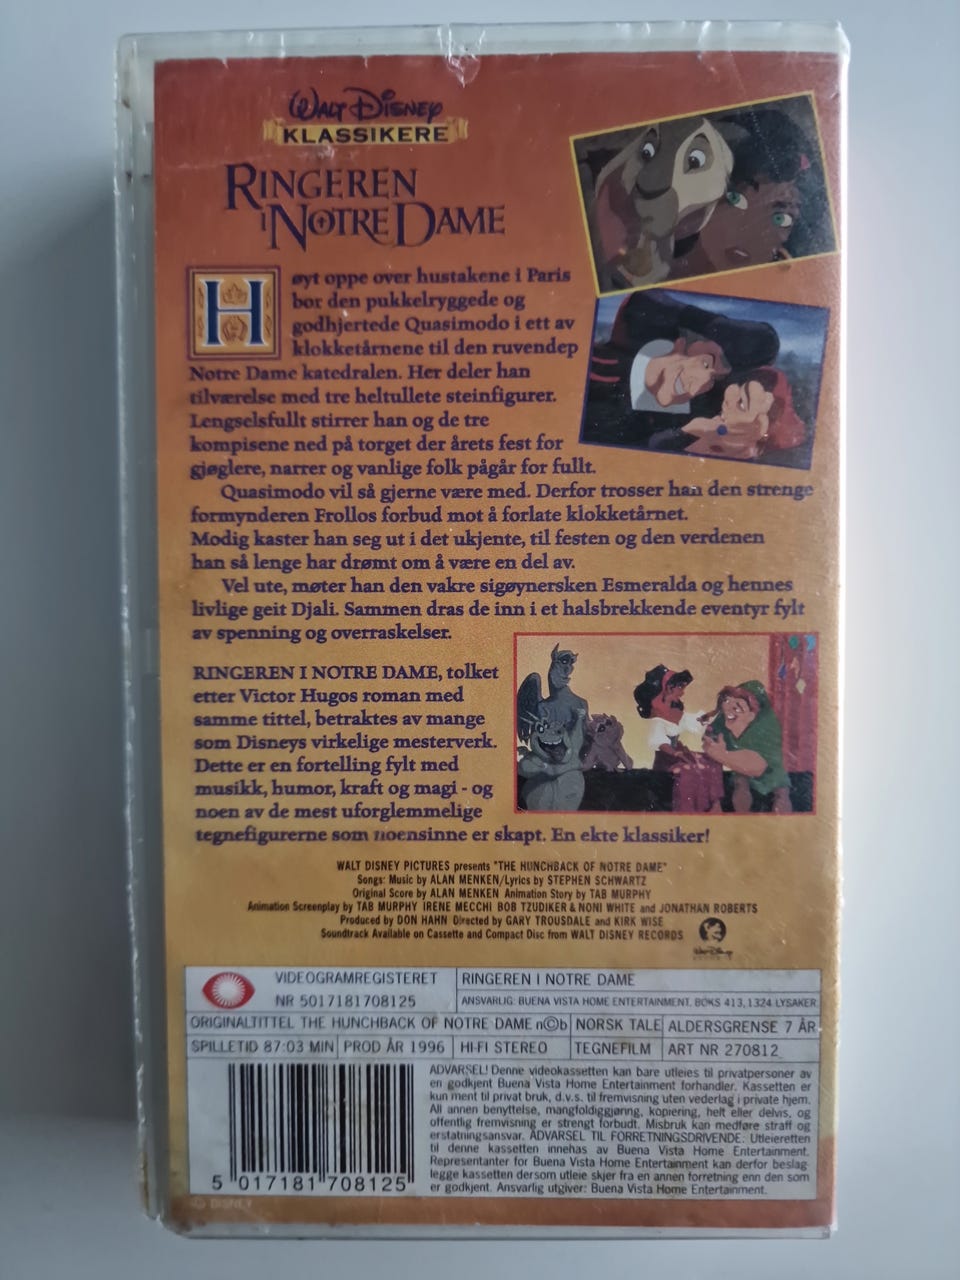 WALT DISNEY
KLASSIKERE
RINGEREN
I NOTRE DAME
Høyt oppe over hustakene i Paris
bor den pukkelryggede og
godhjertede Quasimodo i ett av
klokketårnene til den ruvendep
Notre Dame katedralen. Her deler han
tilværelse med tre heltullete steinfigurer.
Lengselsfullt stirrer han og de tre
kompisene ned på torget der årets fest for
gjøglere, narrer og vanlige folk pågår for fullt.
Quasimodo vil så gjerne være med. Derfor trosser han den strenge
formynderen Frollos forbud mot å forlate klokketårnet.
Modig kaster han seg ut i det ukjente, til festen og den verdenen
han så lenge har drømt om å være en del av.
Vel ute, møter han den vakre sigøynersken Esmeralda og hennes
livlige geit Djali. Sammen dras de inn i et halsbrekkende eventyr fylt
av spenning og overraskelser.
RINGEREN I NOTRE DAME, tolket
etter Victor Hugos roman med
samme tittel, betraktes av mange
som Disneys virkelige mesterverk.
Dette er en fortelling fylt med
musikk, humor, kraft og magi - og
noen av de mest uforglemmelige
tegnefigurerne som noensinne er skapt. En ekte klassiker!
WALT DISNEY PICTURES presents "THE HUNCHBACK OF NOTRE DAME"
Songs: Music by ALAN MENKEN/Lyrics by STEPHEN SCHWARTZ
Original Score by ALAN MENKEN Animation Story by TAB MURPHY
Animation Screenplay by TAB MURPHY IRENE MECCHI BOB TZUDIKER & NONI WHITE and JONATHAN ROBERTS
Produced by DON HAHN Directed by GARY TROUSDALE and KIRK WISE
Soundtrack Available on Cassette and Compact Disc from WALT DISNEY RECORDS
Walt Disney
VIDEOGRAMREGISTERET
NR 5017181708125
RINGEREN I NOTRE DAME
ANSVARLIG: BUENA VISTA HOME ENTERTAINMENT. BOKS 413,1324 LYSAKER
ORIGINALTITTEL THE HUNCHBACK OF NOTRE DAME n©b NORSK TALE ALDERSGRENSE 7 ÅR
SPILLETID 87:03 MIN PROD ÅR 1996 HI-FI STEREO TEGNEFILM ART NR 270812
ADVARSEL! Denne videokassetten kan bare utleies til privatpersoner av
en godkjent Buena Vista Home Entertainment forhandler. Kassetten er
kun ment til privat bruk, d.v.s. til fremvisning uten vederlag i private hjem.
All annen benyttelse, mangfoldiggjøring, kopiering, helt eller delvis, og
offentlig fremvisning er strengt forbudt. Misbruk kan medføre straff og
erstatningsansvar. ADVARSEL TIL FORRETNINGSDRIVENDE: Utleieretten
til denne kassetten innehas av Buena Vista Home Entertainment.
Representanter for Buena Vista Home Entertainment kan derfor beslag-
legge kassetten dersom utleie skjer fra en annen forretning enn den som
er godkjent. Ansvarlig utgiver: Buena Vista Home Entertainment.
5 017181 708125
© DISNEY